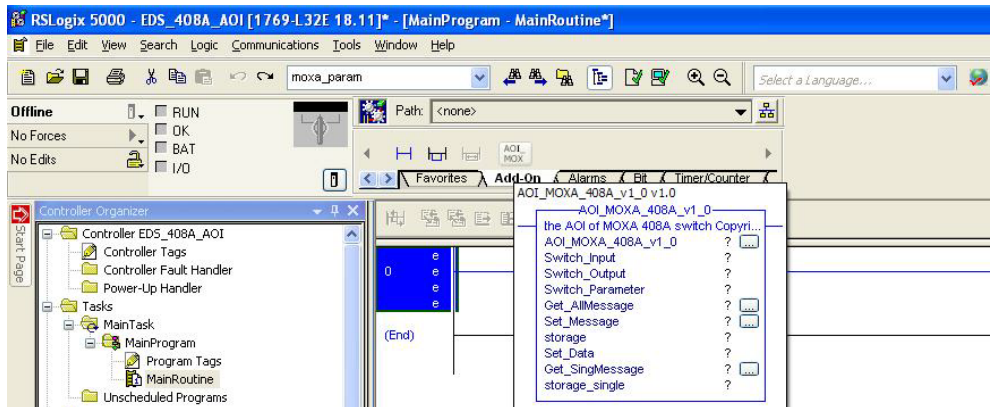 RSLogix 5000 - EDS_408A_AOI [1769-L32E 18.11]* - [MainProgram - MainRoutine*]
File Edit View Search Logic Communications Tools Window Help
moxa_param
Select a Language...
Offline
RUN
Path: <none>
No Forces
OK
BAT
No Edits
I/O
AOI_
MOX
Favorites Add-On Alarms Bit Timer/Counter
AOI_MOXA_408A_v1_0 v1.0
Start Page
Controller Organizer
Controller EDS_408A_AOI
Controller Tags
Controller Fault Handler
Power-Up Handler
Tasks
MainTask
MainProgram
Program Tags
MainRoutine
Unscheduled Programs
0
e
e
e
e
(End)
AOI_MOXA_408A_v1_0
the AOI of MOXA 408A switch Copyri...
AOI_MOXA_408A_v1_0 ? ...
Switch_Input ?
Switch_Output ?
Switch_Parameter ?
Get_AllMessage ? ...
Set_Message ? ...
storage ?
Set_Data ?
Get_SingMessage ? ...
storage_single ?